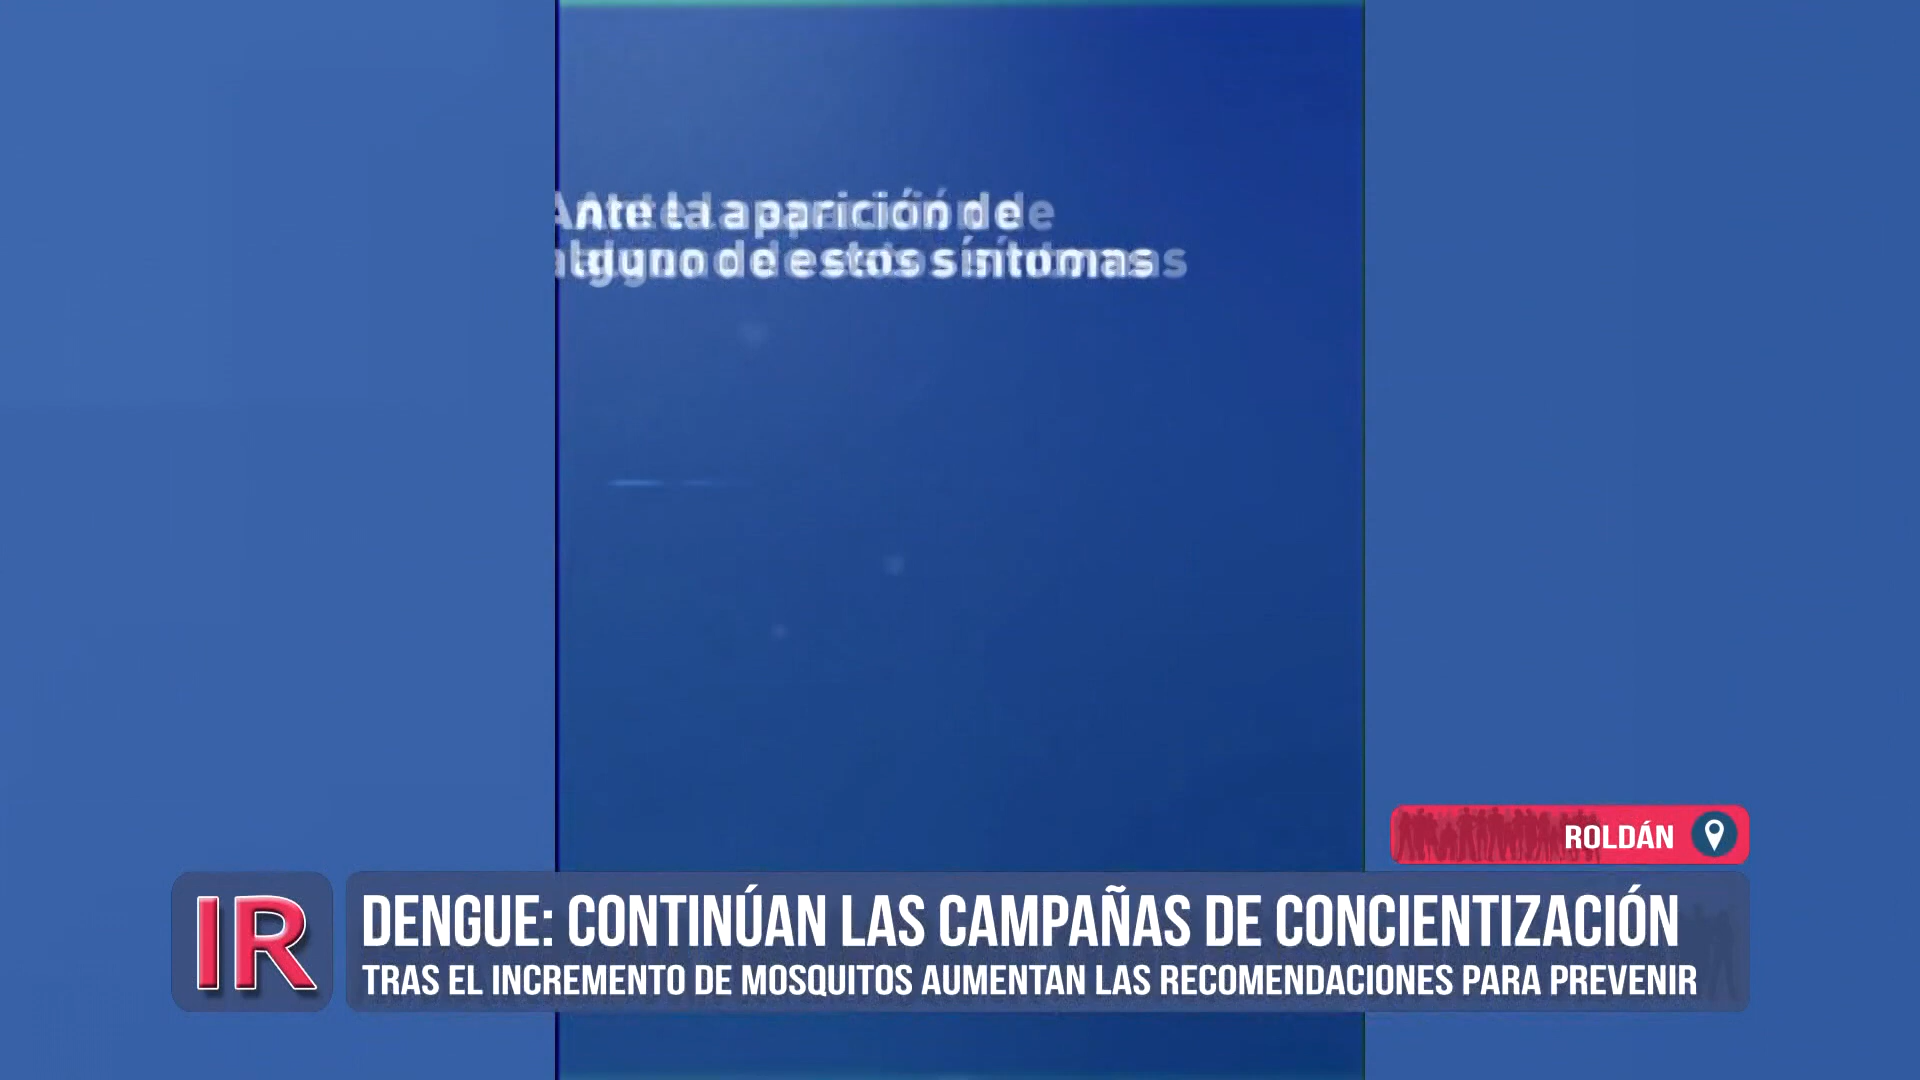 Ante la aparición de
alguno de estos síntomas
ROLDÁN
IR
DENGUE: CONTINÚAN LAS CAMPAÑAS DE CONCIENTIZACIÓN
TRAS EL INCREMENTO DE MOSQUITOS AUMENTAN LAS RECOMENDACIONES PARA PREVENIR